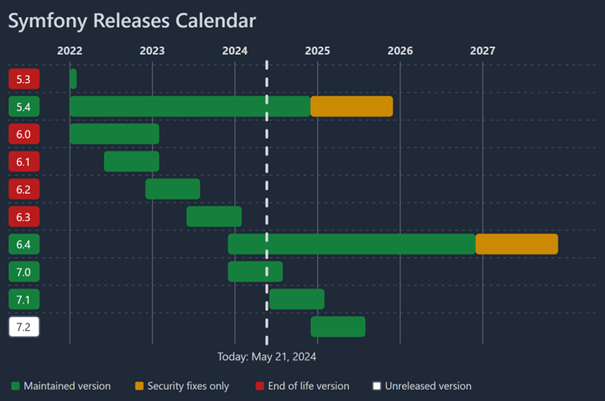 Symfony Releases Calendar
2022 2023 2024 2025 2026 2027
5.3
5.4
6.0
6.1
6.2
6.3
6.4
7.0
7.1
7.2
Today: May 21, 2024
Maintained version Security fixes only End of life version Unreleased version